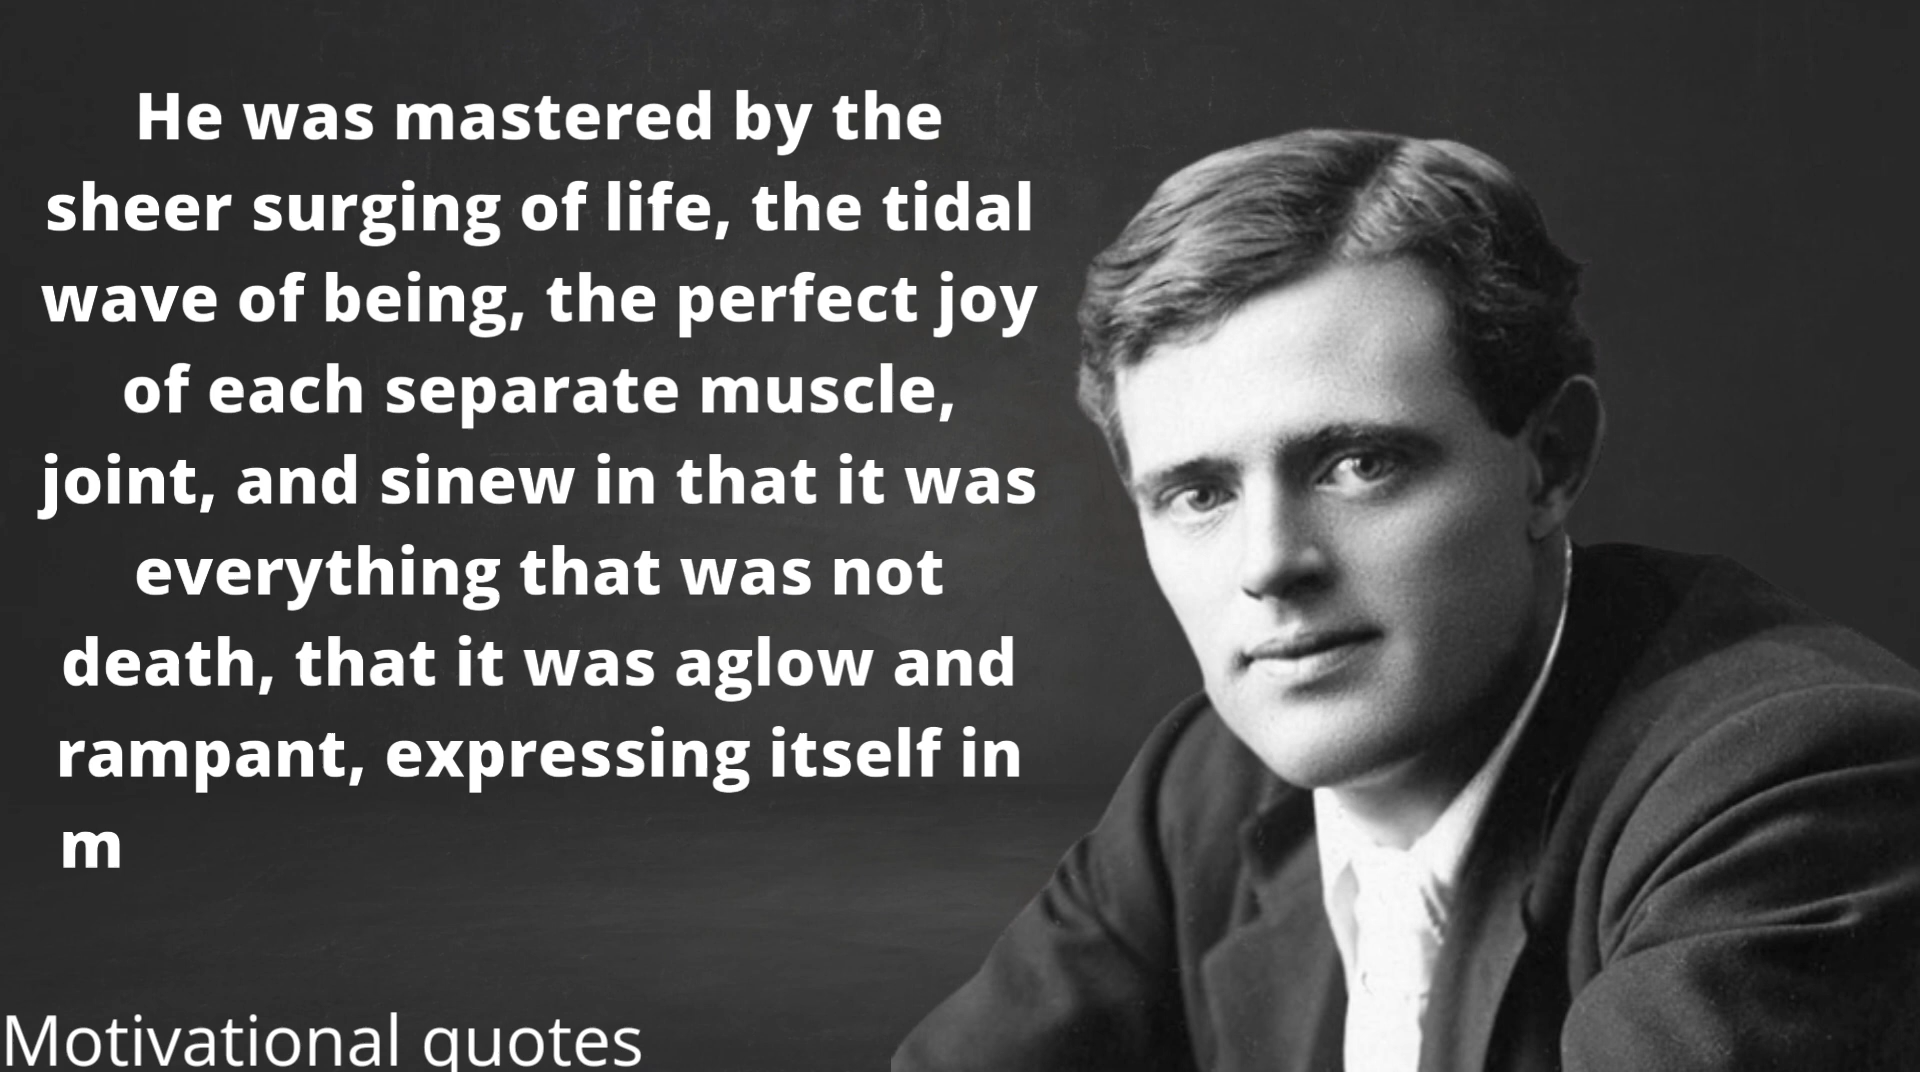 He was mastered by the
sheer surging of life, the tidal
wave of being, the perfect joy
of each separate muscle,
joint, and sinew in that it was
everything that was not
death, that it was aglow and
rampant, expressing itself in
m
Motivational quotes